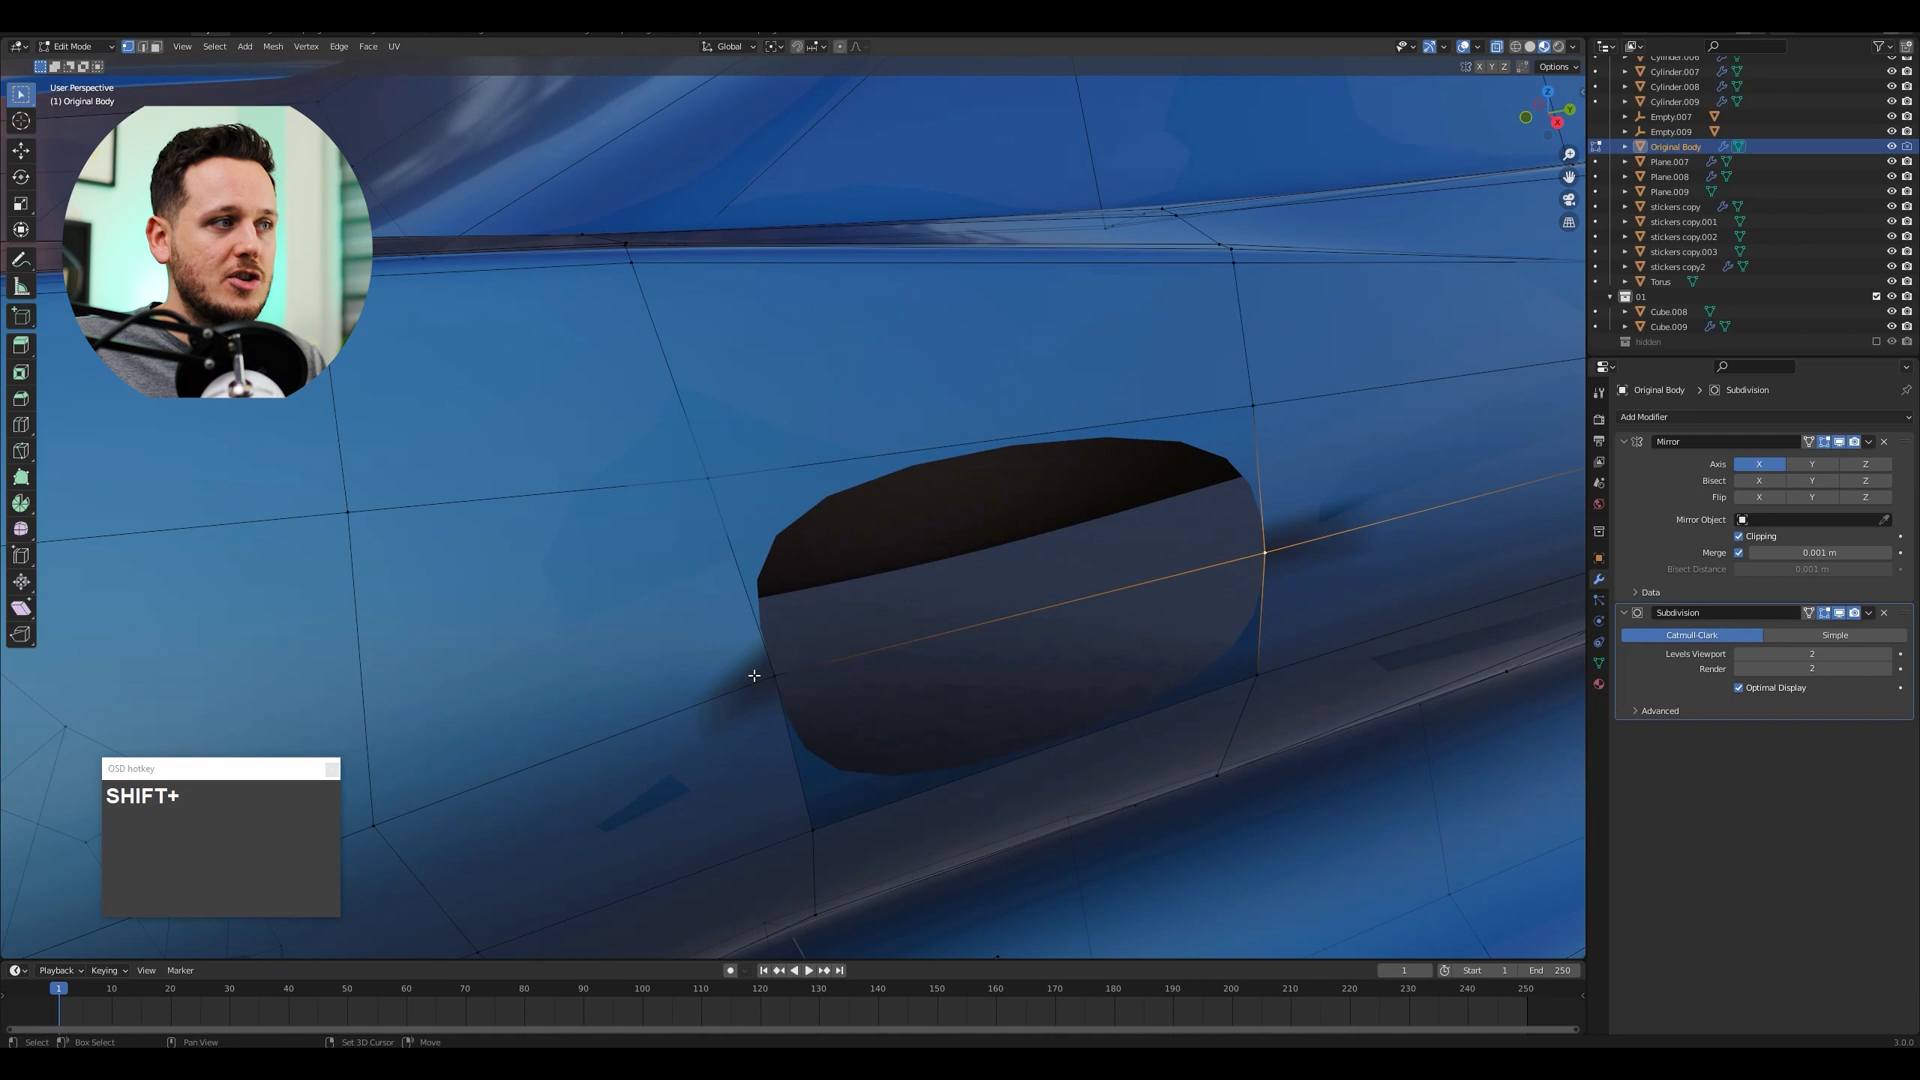 Edit Mode
View Select Add Mesh Vertex Edge Face UV
Global
X Y Z Options
User Perspective
(1) Original Body
Z
Y
X
SHIFT+
OSD hotkey
Cylinder.006
Cylinder.007
Cylinder.008
Cylinder.009
Empty.007
Empty.009
Original Body
Plane.007
Plane.008
Plane.009
stickers copy
stickers copy.001
stickers copy.002
stickers copy.003
stickers copy2
Torus
01
Cube.008
Cube.009
hidden
Original Body > Subdivision
Add Modifier
Mirror
Axis X Y Z
Bisect X Y Z
Flip X Y Z
Mirror Object
Clipping
Merge 0.001 m
Bisect Distance 0.001 m
Data
Subdivision
Catmull-Clark Simple
Levels Viewport 2
Render 2
Optimal Display
Advanced
Playback Keying View Marker
1 Start 1 End 250
1 10 20 30 40 50 60 70 80 90 100 110 120 130 140 150 160 170 180 190 200 210 220 230 240 250
Select Box Select Pan View Set 3D Cursor Move
3.0.0